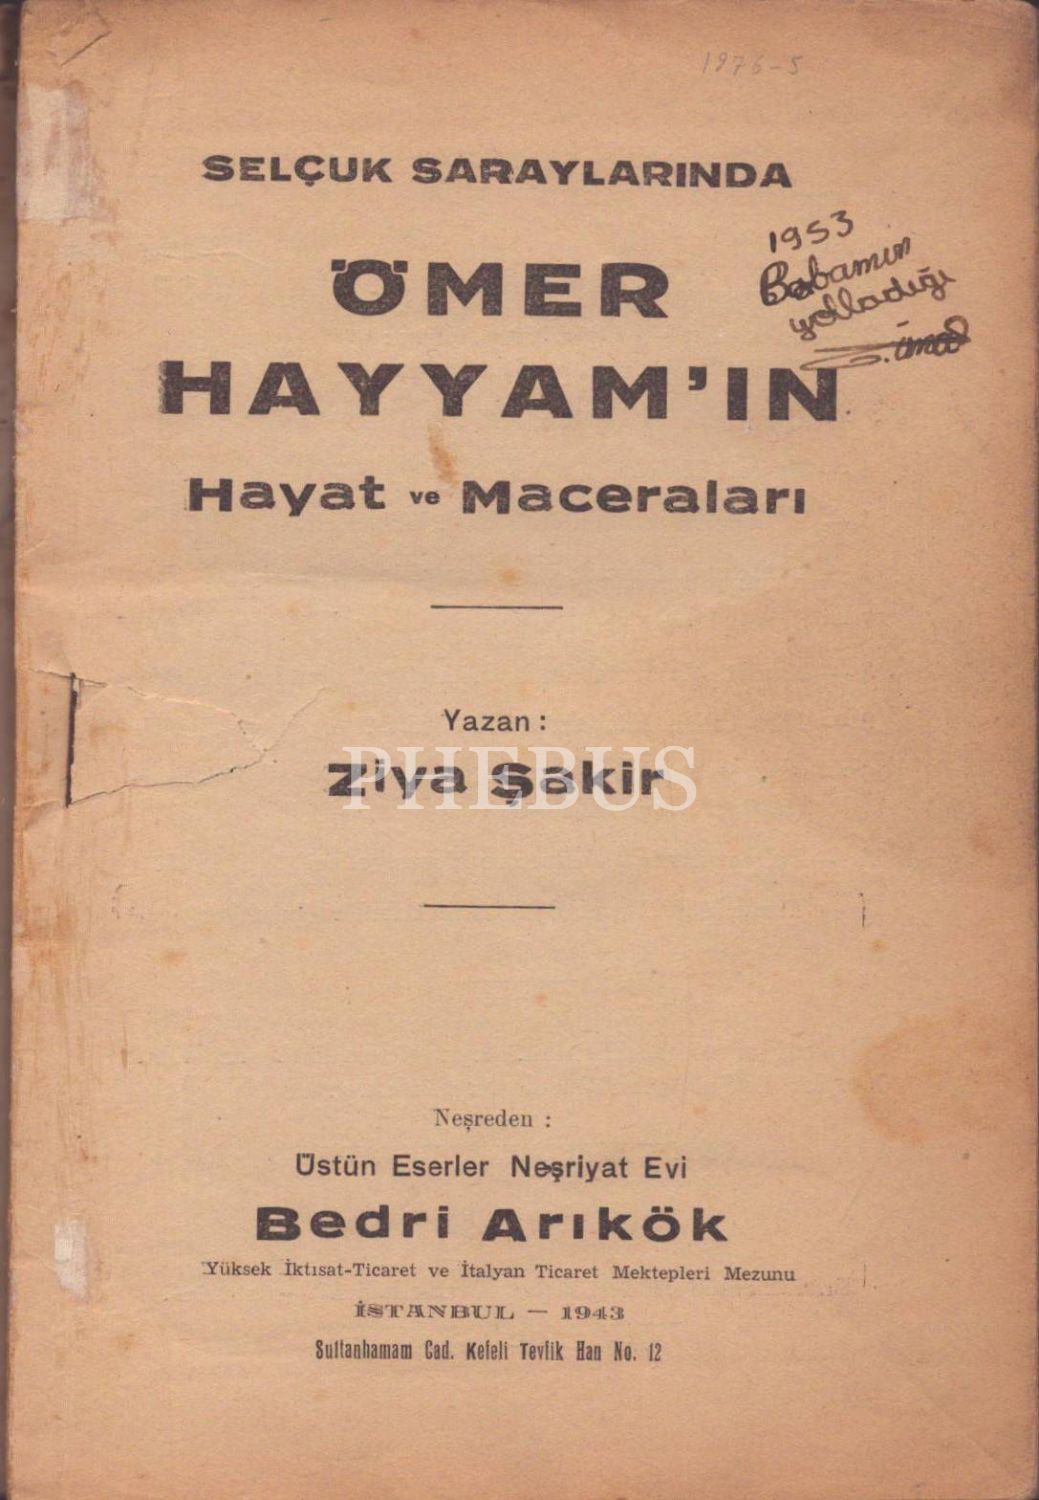 1976-5
SELÇUK SARAYLARINDA
1953
Babamın
yolladığı
ÖMER
HAYYAM'IN
Hayat ve Maceraları
Yazan :
Ziya Şakir
PHEBUS
Neşreden :
Üstün Eserler Neşriyat Evi
Bedri Arıkök
Yüksek İktısat-Ticaret ve İtalyan Ticaret Mektepleri Mezunu
İSTANBUL — 1943
Sultanhamam Cad. Kefeli Tevfik Han No. 12